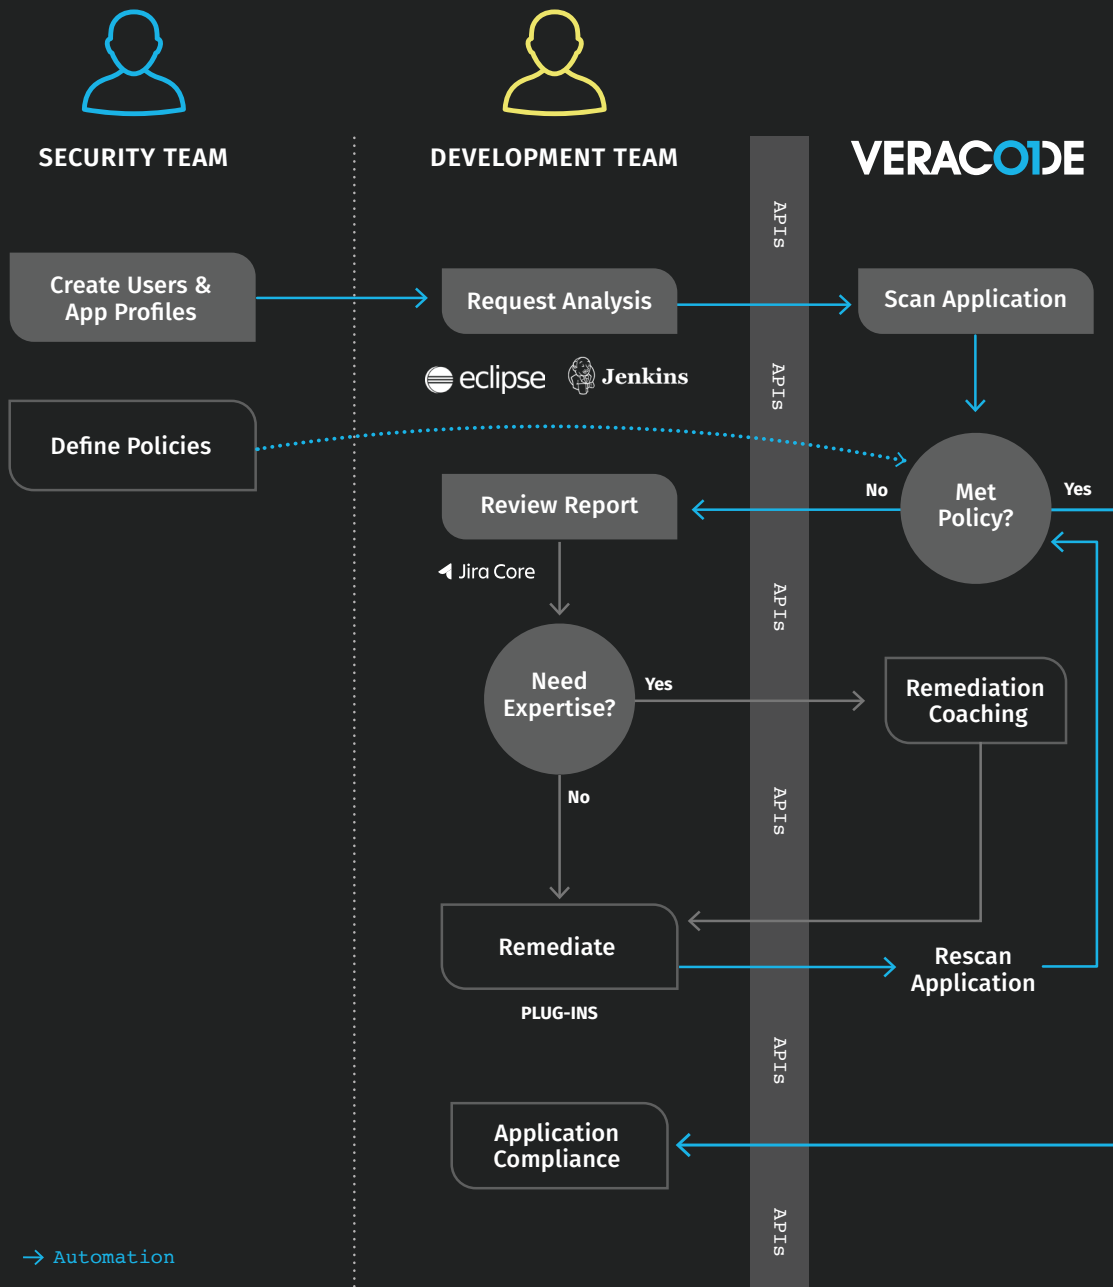 SECURITY TEAM
DEVELOPMENT TEAM
VERACODE
APIs
Create Users &
App Profiles
Request Analysis
Scan Application
eclipse
Jenkins
APIs
Define Policies
Review Report
No
Met
Policy?
Yes
Jira Core
APIs
Need
Expertise?
Yes
Remediation
Coaching
No
APIs
Remediate
Rescan
Application
PLUG-INS
APIs
Application
Compliance
APIs
Automation